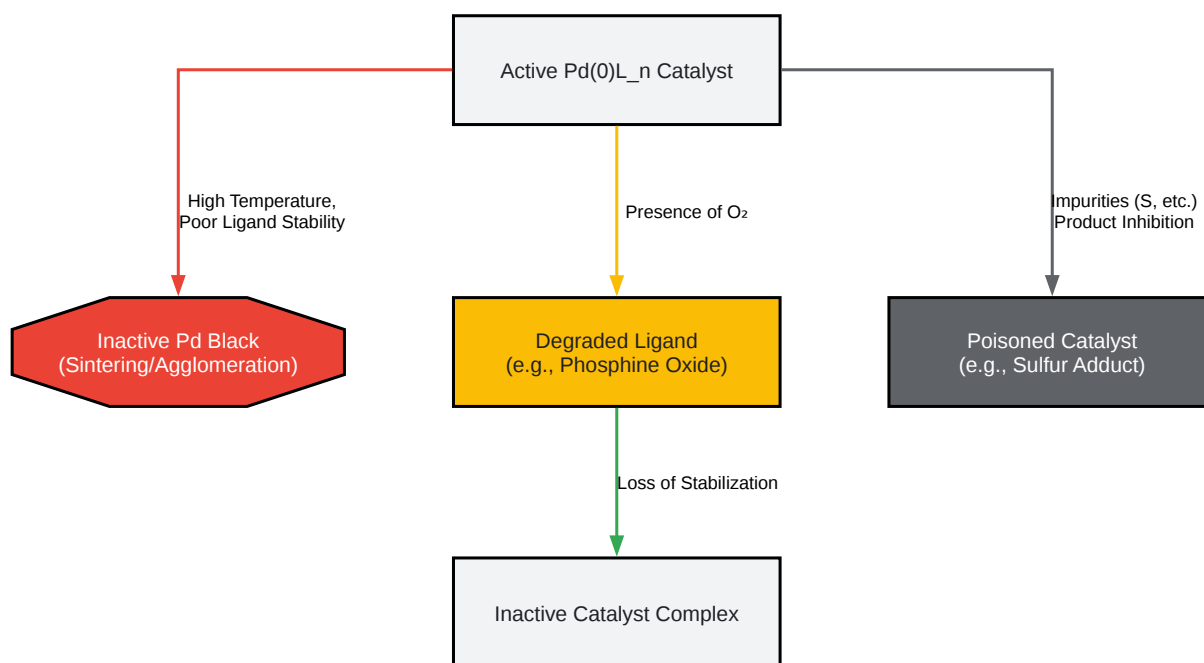 Active Pd(0)L_n Catalyst
High Temperature,
Poor Ligand Stability
Presence of O₂
Impurities (S, etc.)
Product Inhibition
Inactive Pd Black
(Sintering/Agglomeration)
Degraded Ligand
(e.g., Phosphine Oxide)
Poisoned Catalyst
(e.g., Sulfur Adduct)
Loss of Stabilization
Inactive Catalyst Complex